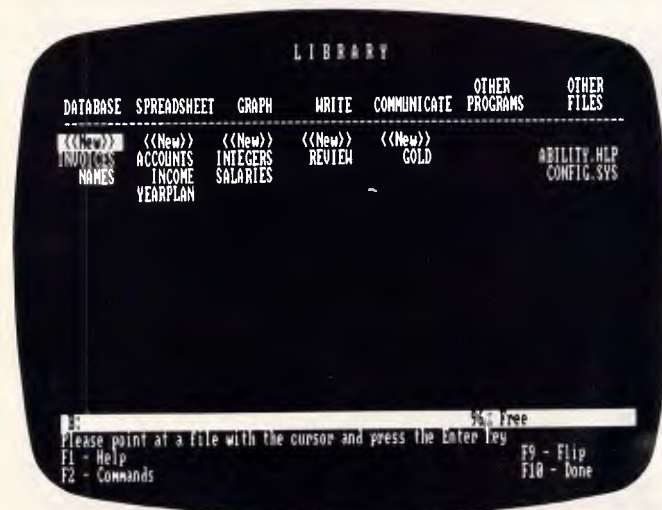 LIBRARY
OTHER OTHER
DATABASE SPREADSHEET GRAPH WRITE COMMUNICATE PROGRAMS FILES
<<New>> <<New>> <<New>> <<New>> <<New>>
INVOICES ACCOUNTS INTEGERS REVIEW GOLD ABILITY.HLP
NAMES INCOME SALARIES CONFIG.SYS
YEARPLAN
B: 96% Free
Please point at a file with the cursor and press the Enter key
F1 - Help F9 - Flip
F2 - Commands F10 - Done